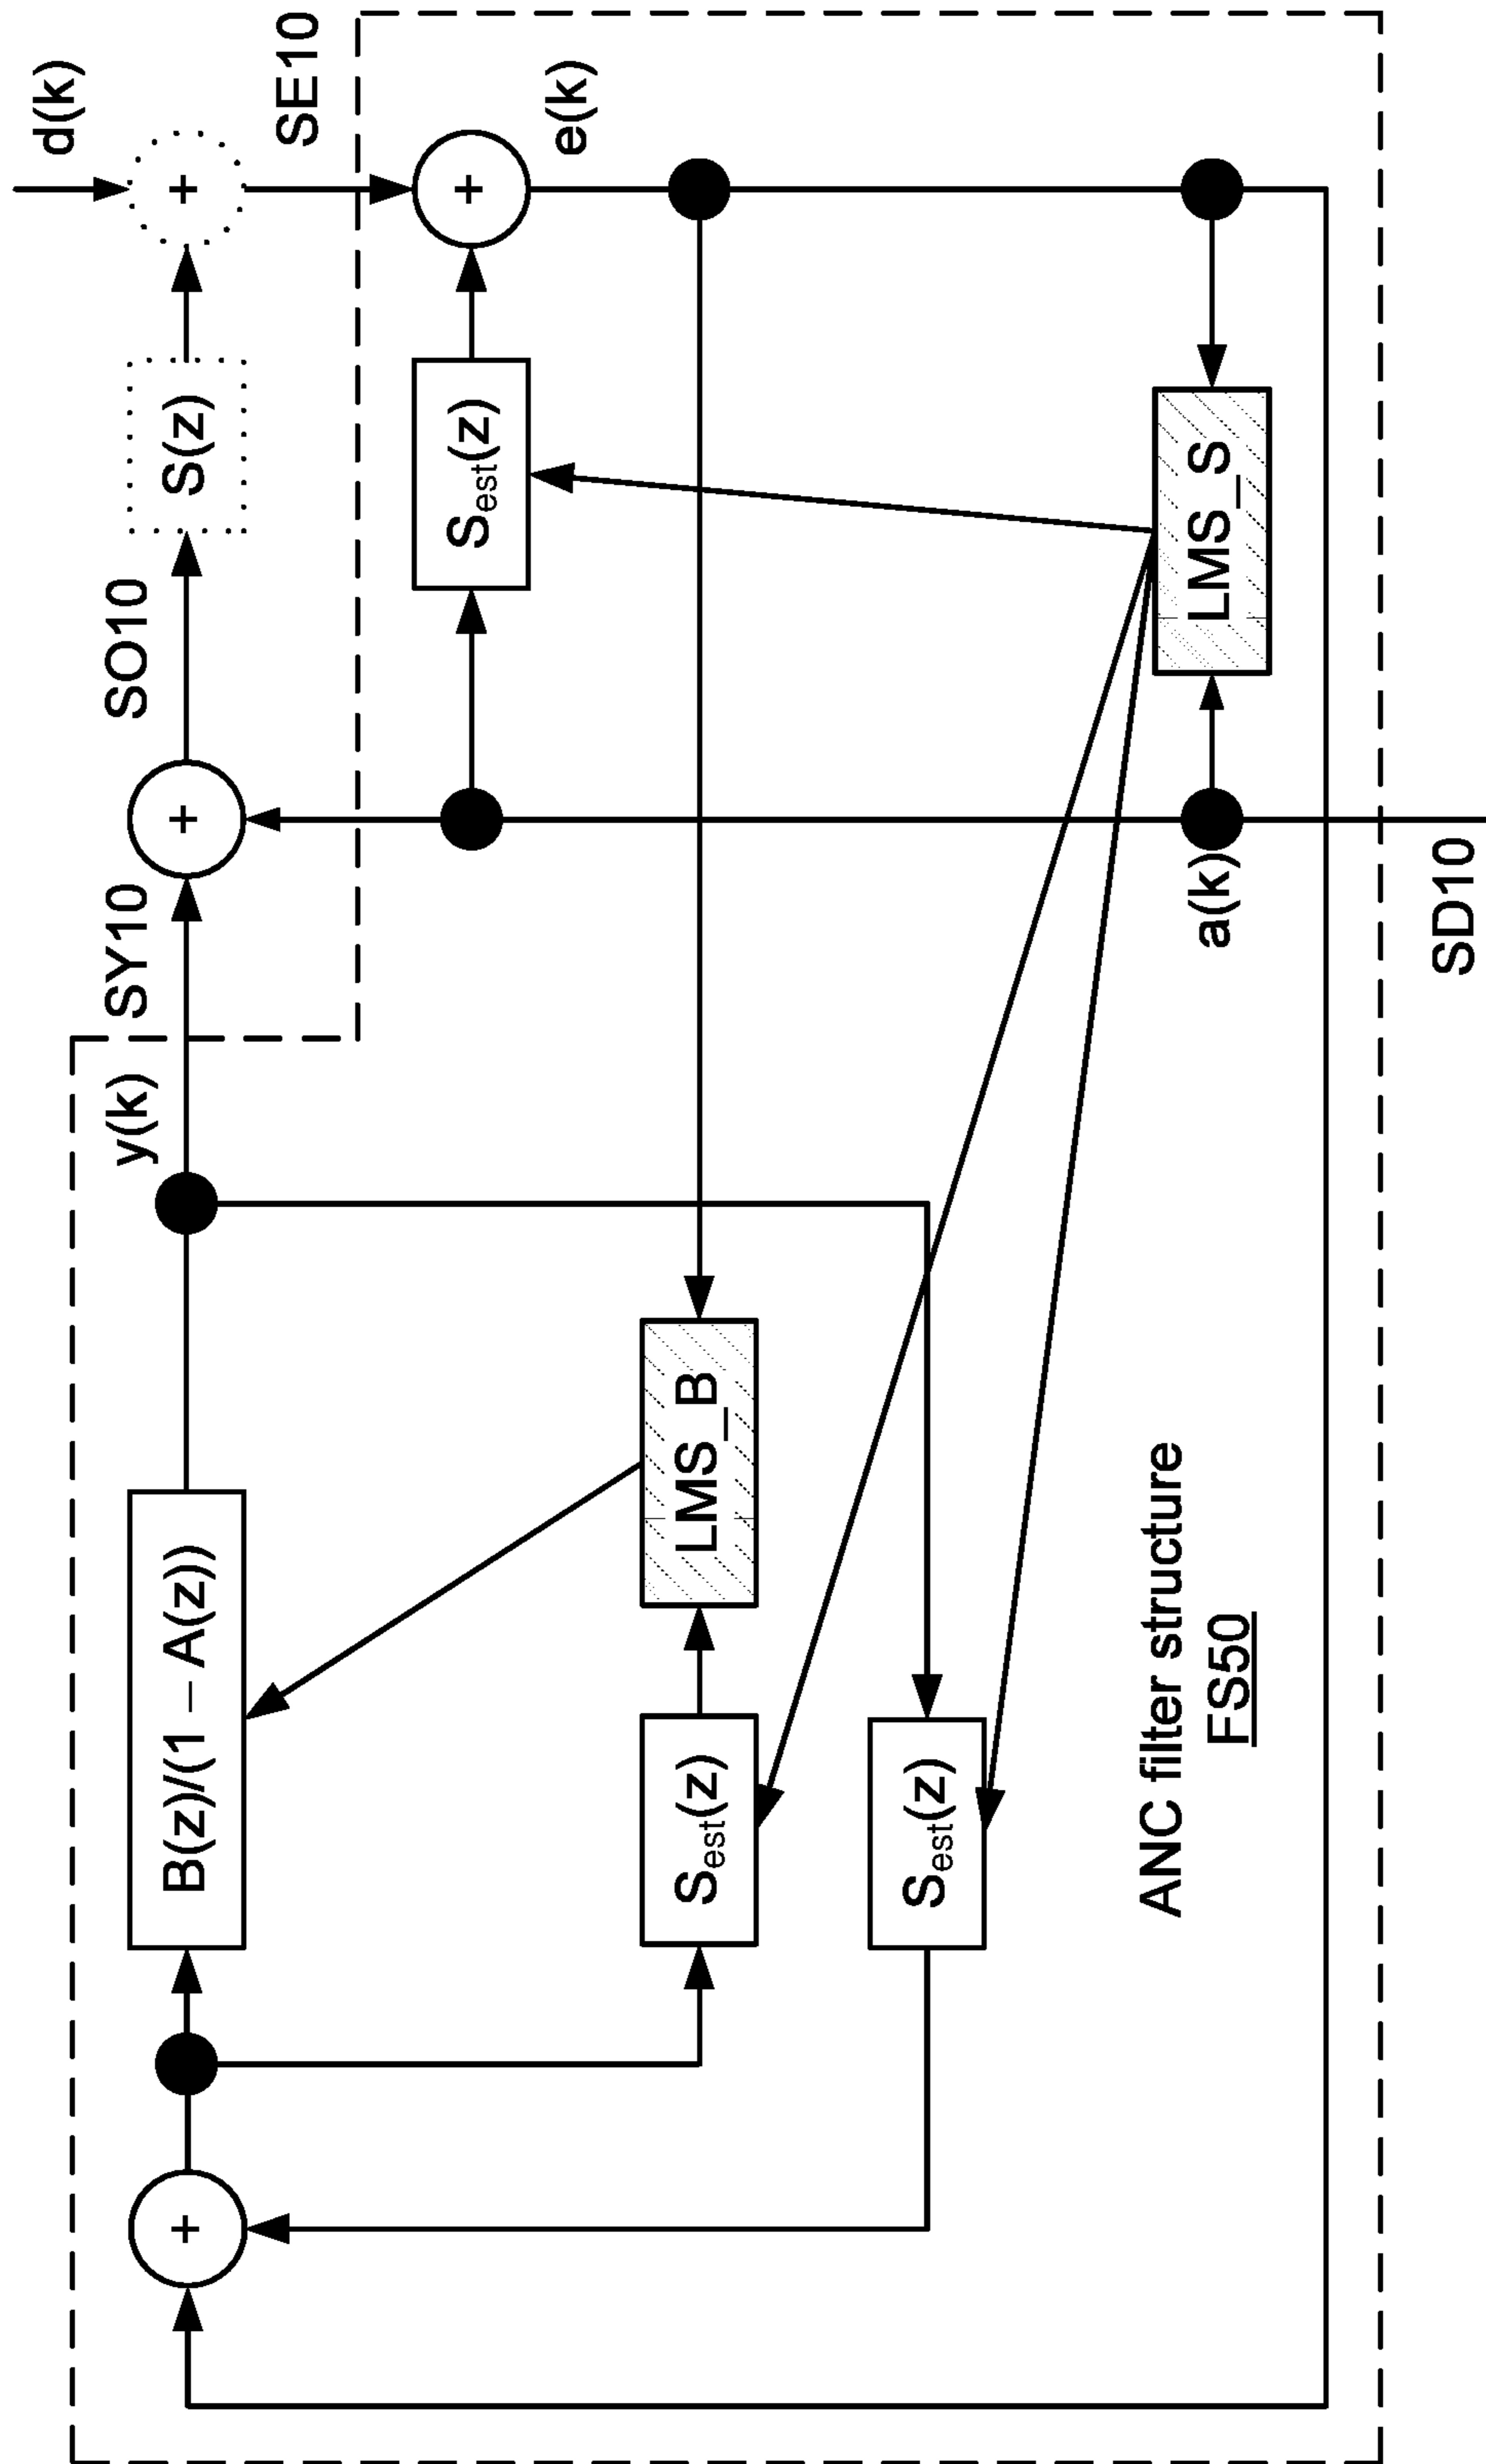 d(k)
SE10
+
S(z)
SO10
+
SY10
y(k)
B(z)/(1 – A(z))
+
+
e(k)
Sest(z)
LMS_B
Sest(z)
Sest(z)
LMS_S
a(k)
SD10
ANC filter structure
FS50